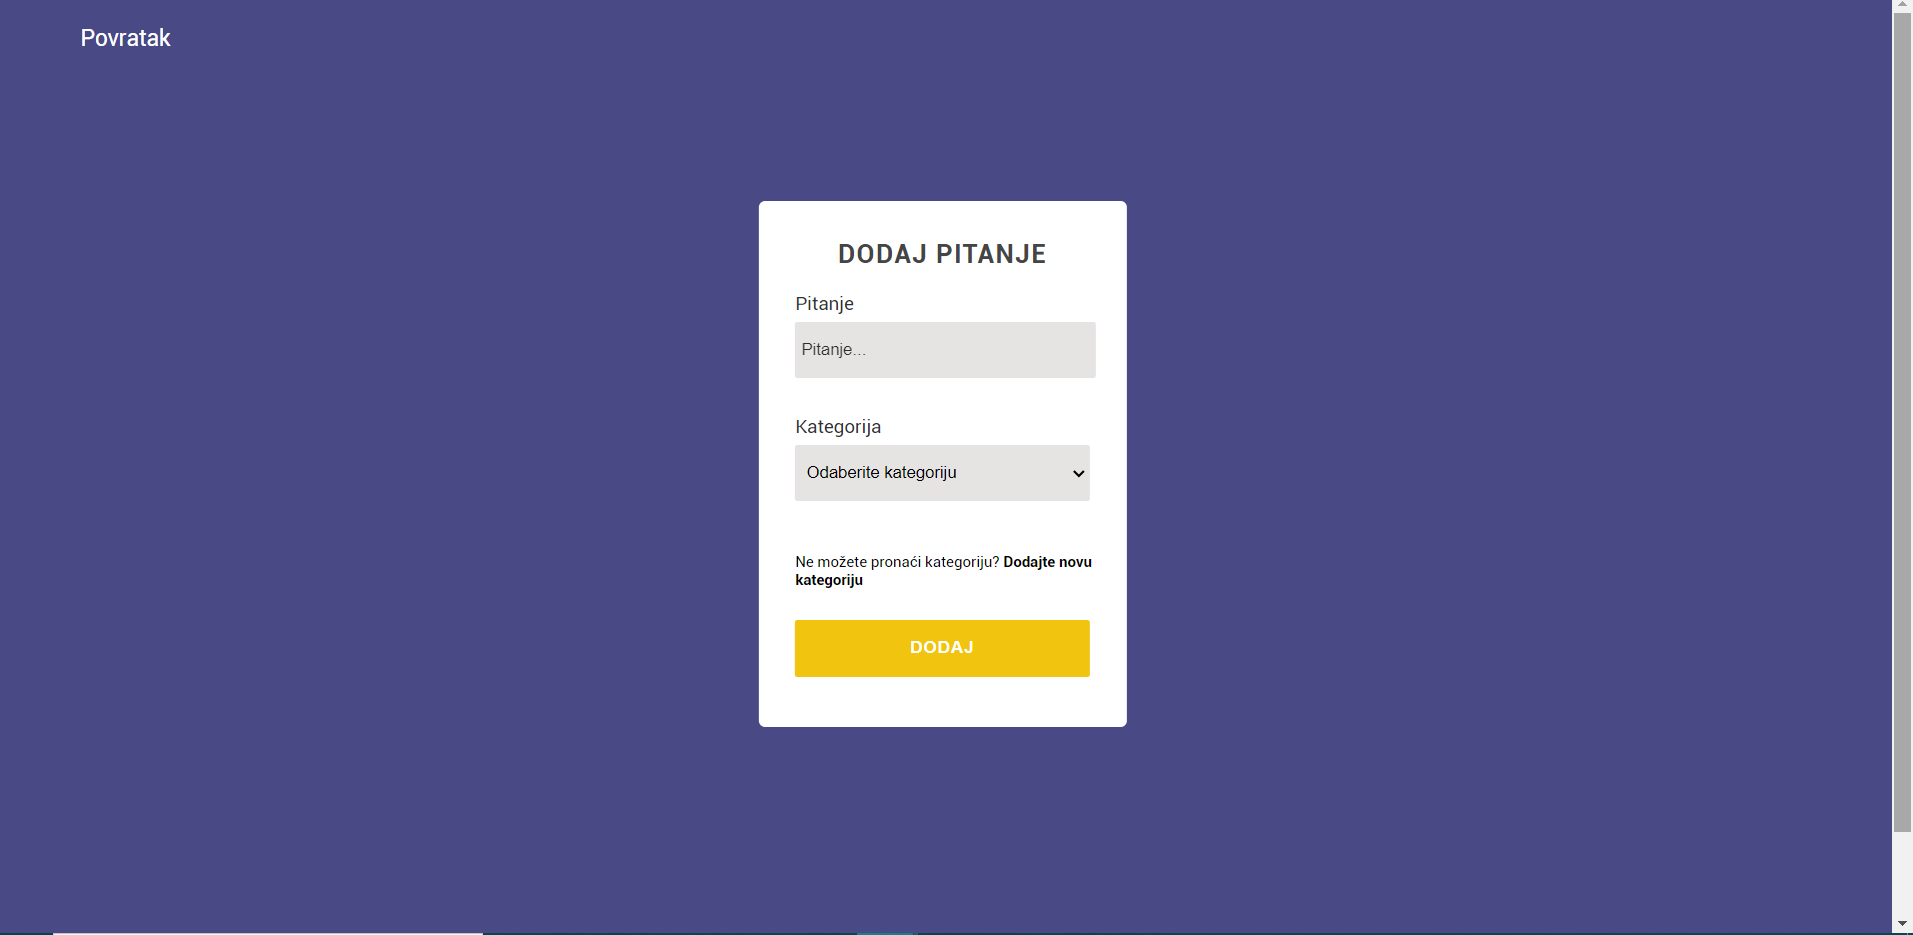 Povratak
DODAJ PITANJE
Pitanje
Pitanje...
Kategorija
Odaberite kategoriju
Ne možete pronaći kategoriju? Dodajte novu
kategoriju
DODAJ